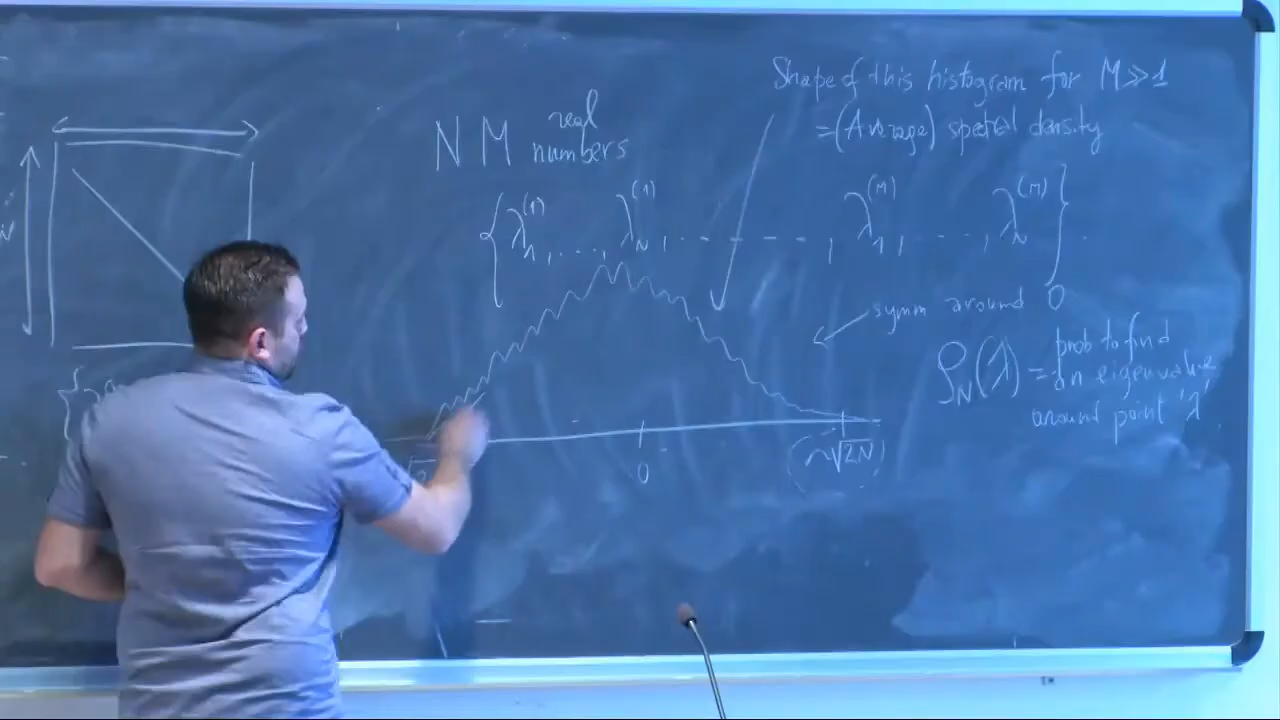 Shape of this histogram for M≫1
=(Average) spectral density
N M real
numbers
{λ₁⁽¹⁾, ..., λ_N⁽¹⁾, - - - - - , λ₁⁽ᴹ⁾, ..., λ_N⁽ᴹ⁾}
symm around 0
ρ_N(λ) = prob to find
an eigenvalue
around point 'λ'
0
(~√2N)